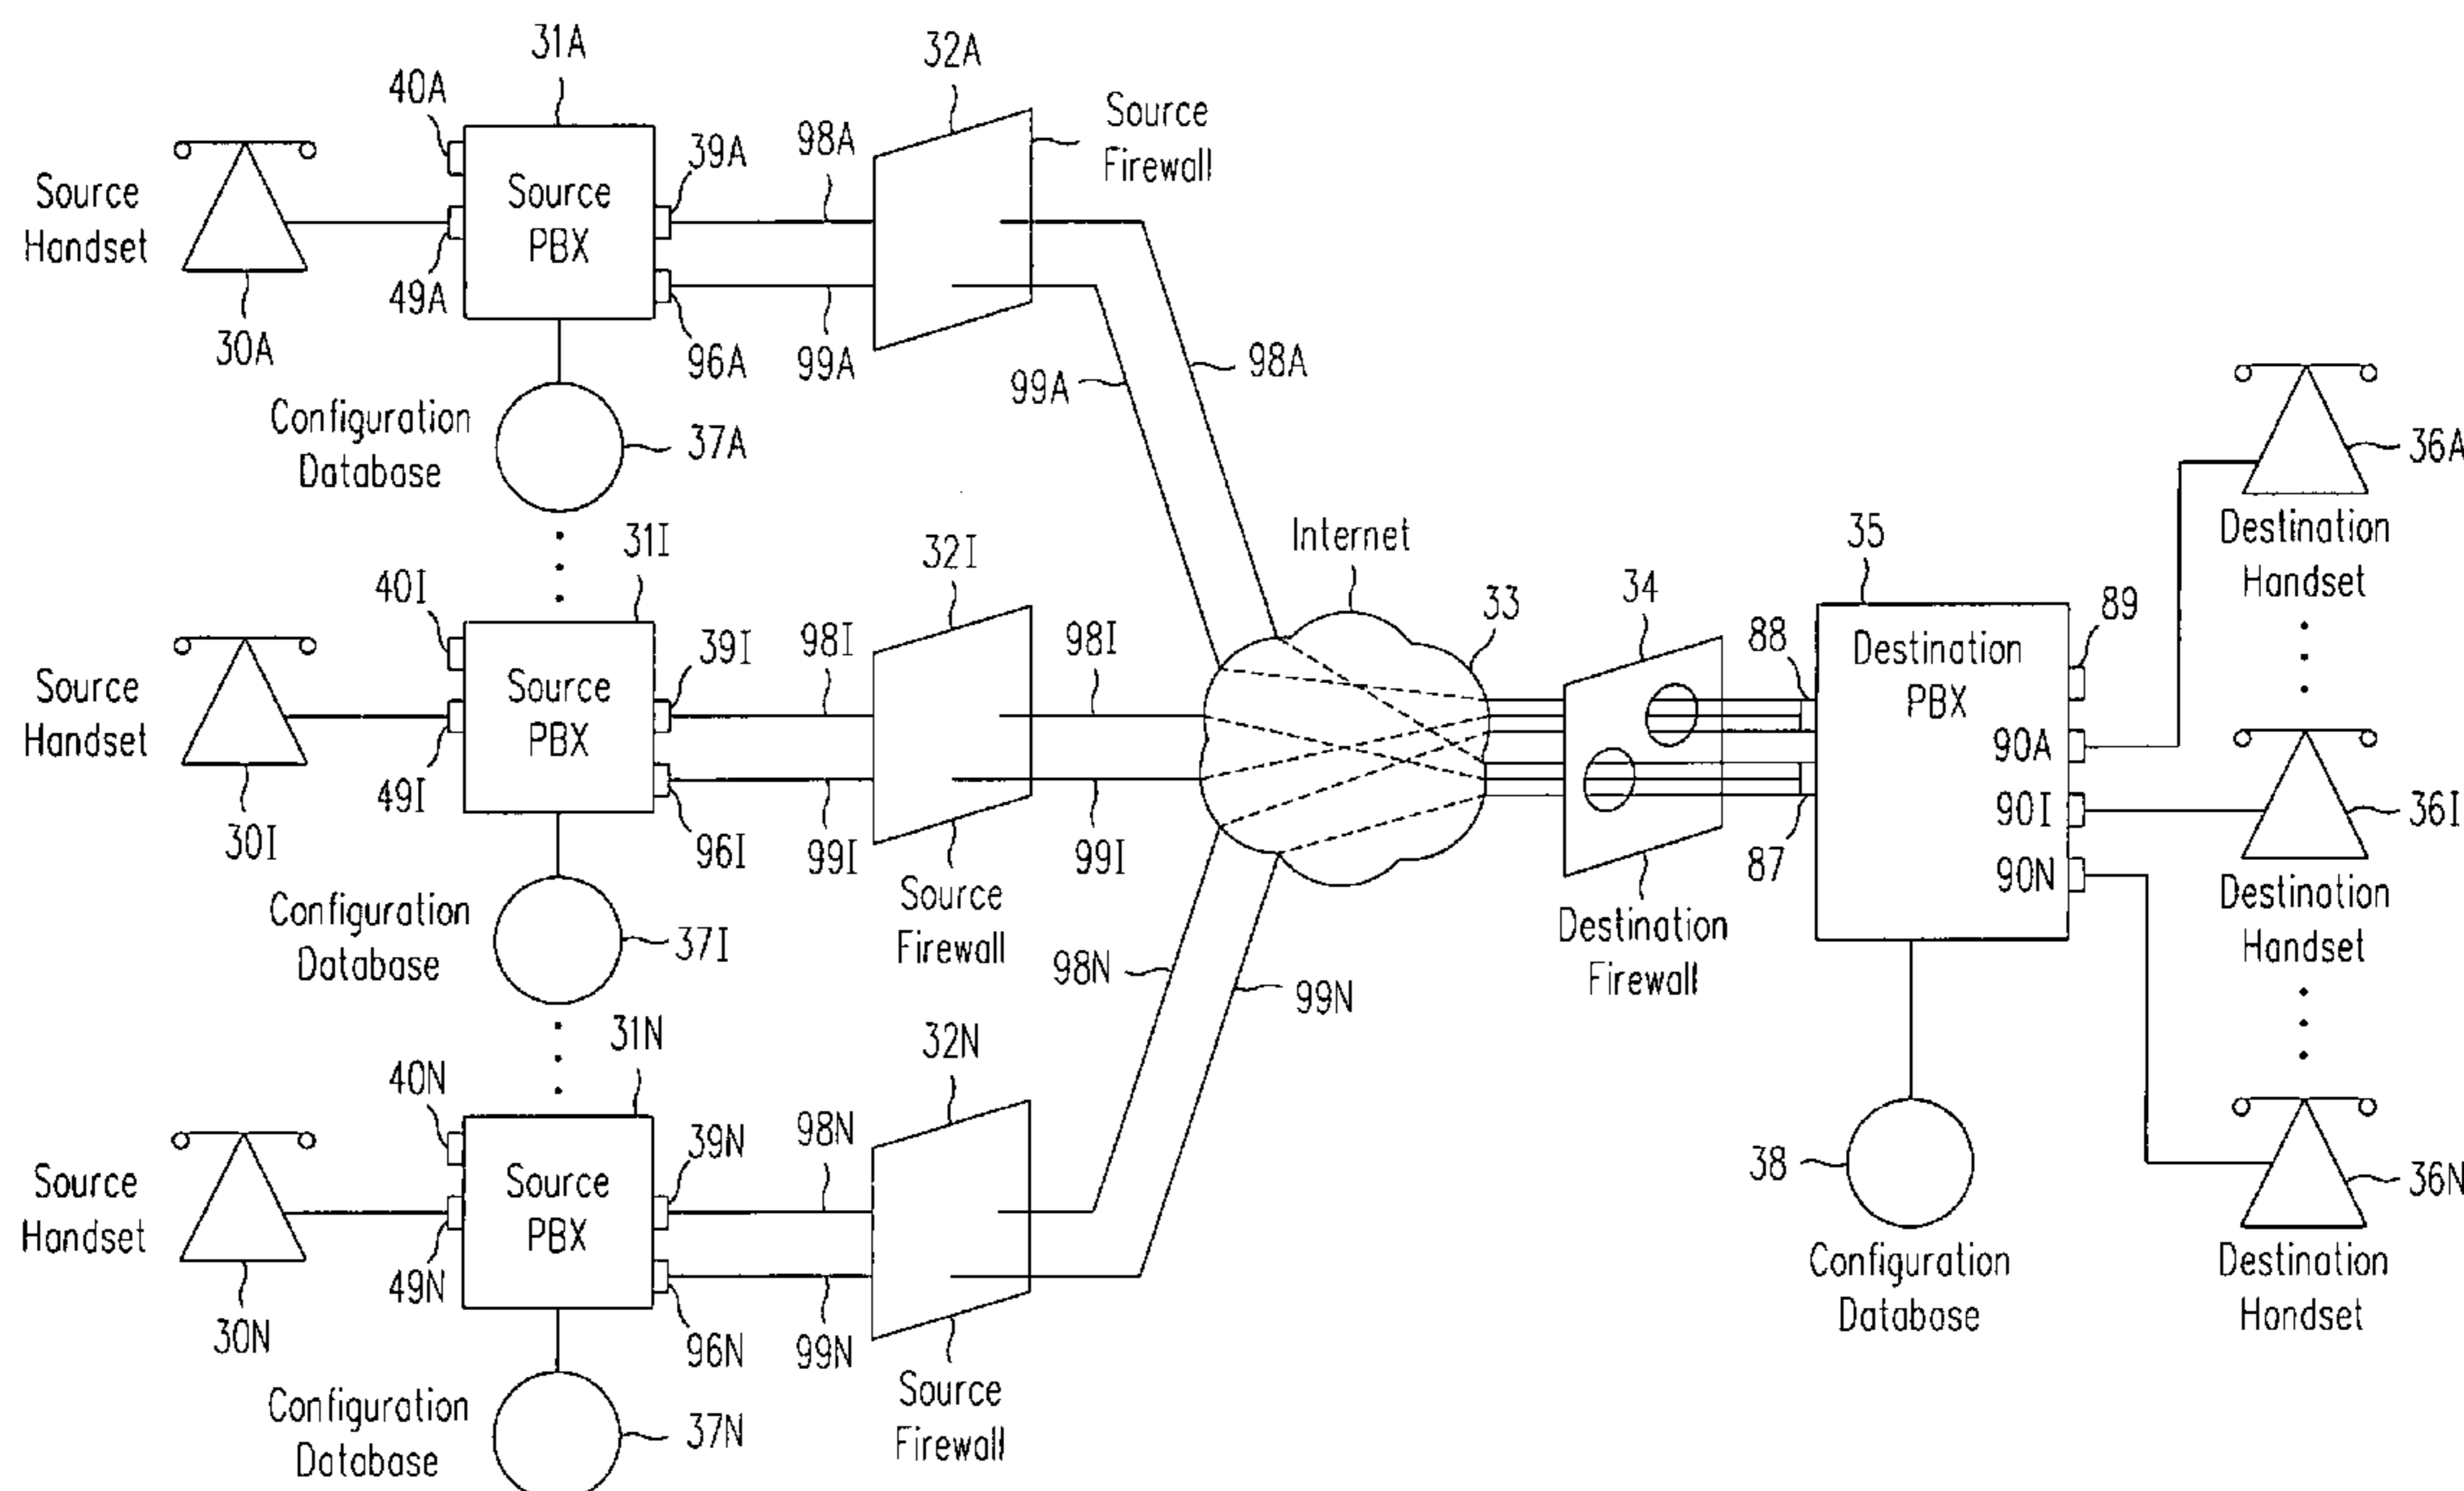 31A
32A
40A
Source
Firewall
39A
98A
Source
Handset
Source
PBX
49A
30A
96A
99A
98A
99A
Configuration
Database
37A
36A
Destination
Handset
31I
32I
Internet
35
40I
33
34
89
39I
98I
98I
88
Destination
PBX
Source
Handset
Source
PBX
90A
49I
30I
96I
99I
99I
87
90I
36I
90N
Configuration
Database
37I
Source
Firewall
Destination
Firewall
Destination
Handset
98N
99N
31N
32N
40N
39N
98N
Source
Handset
Source
PBX
38
36N
49N
30N
96N
99N
Configuration
Database
Destination
Handset
Configuration
Database
37N
Source
Firewall